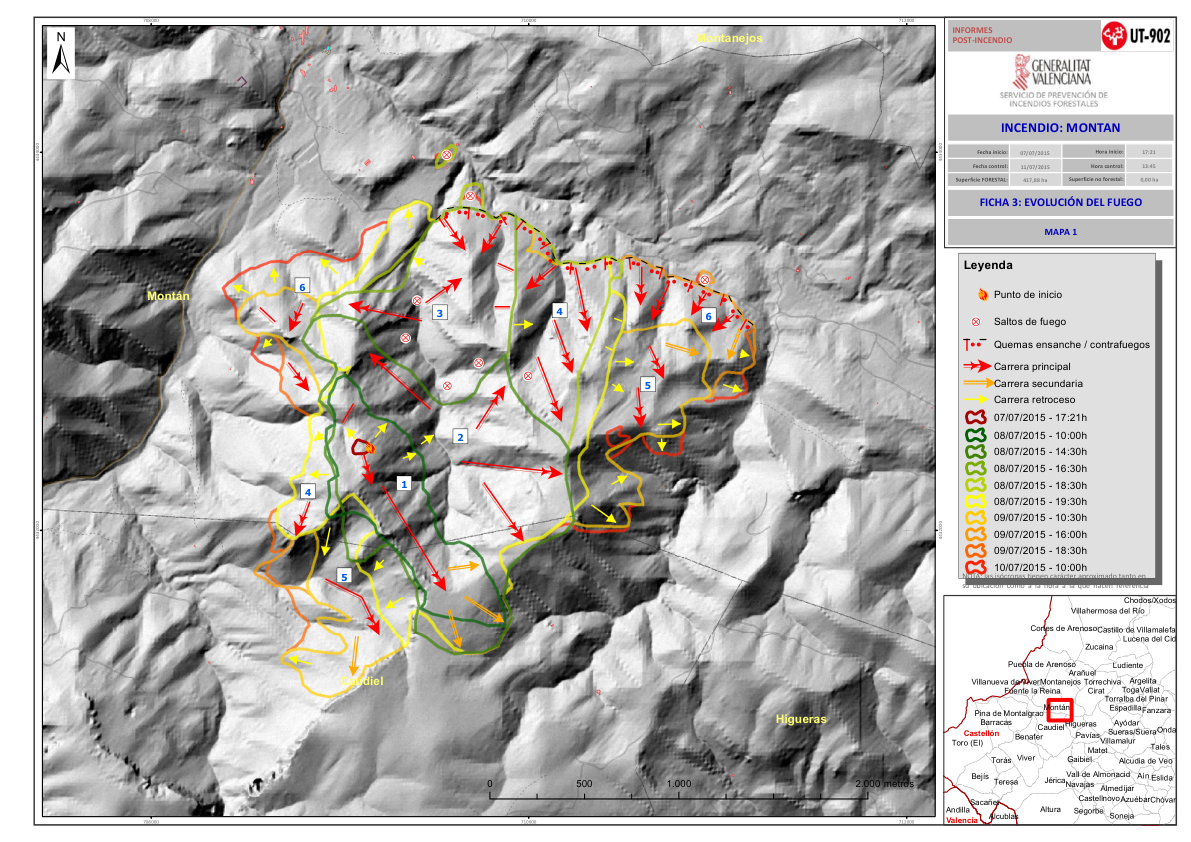 N
Montanejos
Montán
Caudiel
Higueras
6
3
4
6
5
2
1
4
5
0 500 1.000 2.000 metros
INFORMES
POST-INCENDIO
UT-902
GENERALITAT
VALENCIANA
SERVICIO DE PREVENCIÓN DE
INCENDIOS FORESTALES
INCENDIO: MONTAN
Fecha inicio: 07/07/2015 Hora inicio: 17:21
Fecha control: 11/07/2015 Hora control:
Superficie FORESTAL: 417,88 ha Superficie no forestal: 0,00 ha
FICHA 3: EVOLUCIÓN DEL FUEGO
MAPA 1
Leyenda
Punto de inicio
Saltos de fuego
Quemas ensanche / contrafuegos
Carrera principal
Carrera secundaria
Carrera retroceso
07/07/2015 - 17:21h
08/07/2015 - 10:00h
08/07/2015 - 14:30h
08/07/2015 - 16:30h
08/07/2015 - 18:30h
08/07/2015 - 19:30h
09/07/2015 - 10:30h
09/07/2015 - 16:00h
09/07/2015 - 18:30h
10/07/2015 - 10:00h
NOTA: las isócronas tienen carácter aproximado tanto en
su ubicación como a la hora a la que hacen referencia
Chodos/Xodos
Villahermosa del Río
Cortes de Arenoso
Castillo de Villamalefa
Lucena del Cid
Zucaina
Puebla de Arenoso
Ludiente
Arañuel
Villanueva de Viver
Montanejos
Torrechiva
Argelita
Fuente la Reina
Cirat
Toga
Vallat
Torralba del Pinar
Montán
Espadilla
Fanzara
Pina de Montalgrao
Barracas
Caudiel
Higueras
Ayódar
Castellón
Benafer
Pavías
Sueras/Suera
Onda
Toro (El)
Villamalur
Matet
Tales
Torás
Viver
Gaibiel
Alcudia de Veo
Bejís
Teresa
Jérica
Vall de Almonacid
Aín
Eslida
Navajas
Almedíjar
Sacañet
Castellnovo
Azuébar
Chóvar
Andilla
Alcublas
Altura
Segorbe
Soneja
Valencia